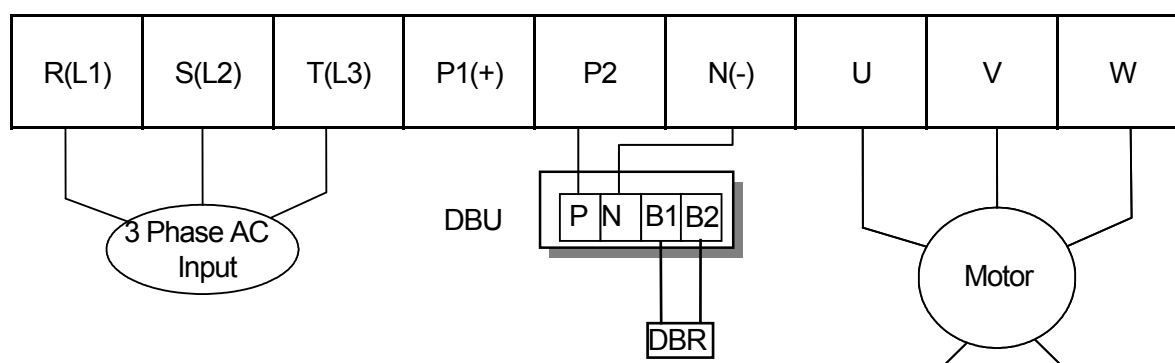 R(L1) S(L2) T(L3) P1(+) P2 N(-) U V W
DBU
P N B1 B2
3 Phase AC
Input
Motor
DBR